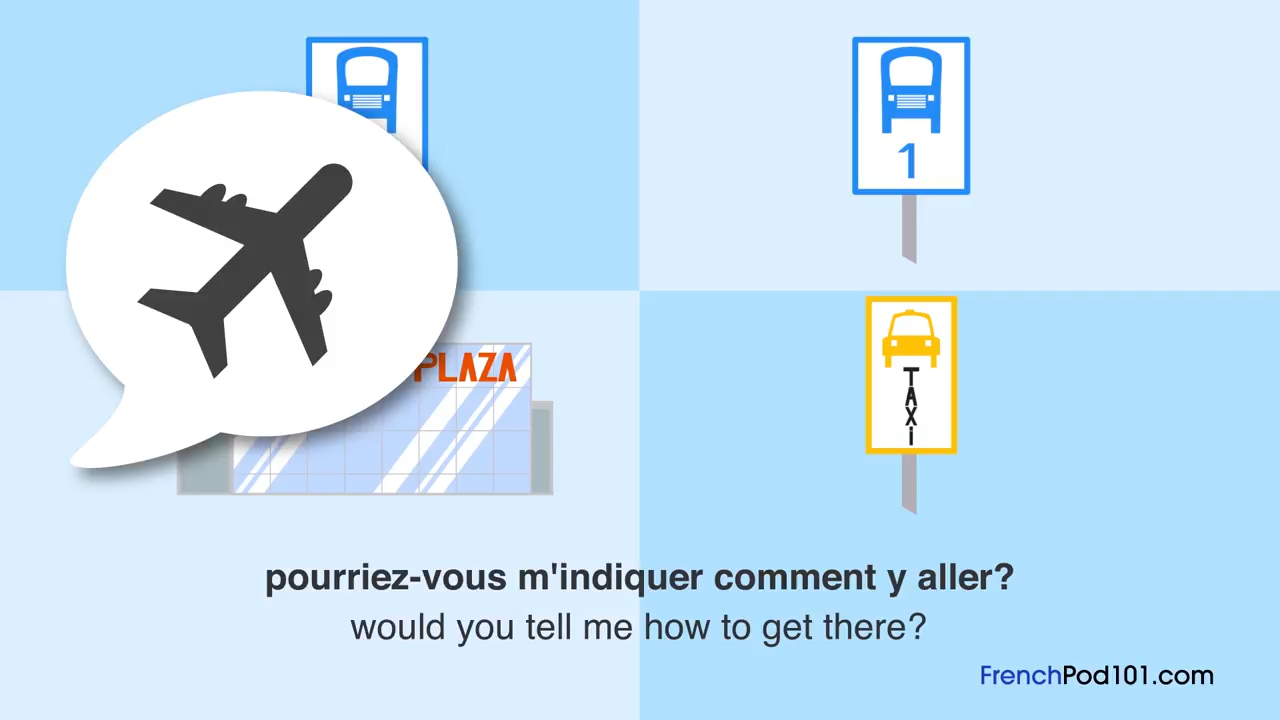 1
PLAZA
TAXi
pourriez-vous m'indiquer comment y aller?
would you tell me how to get there?
FrenchPod101.com